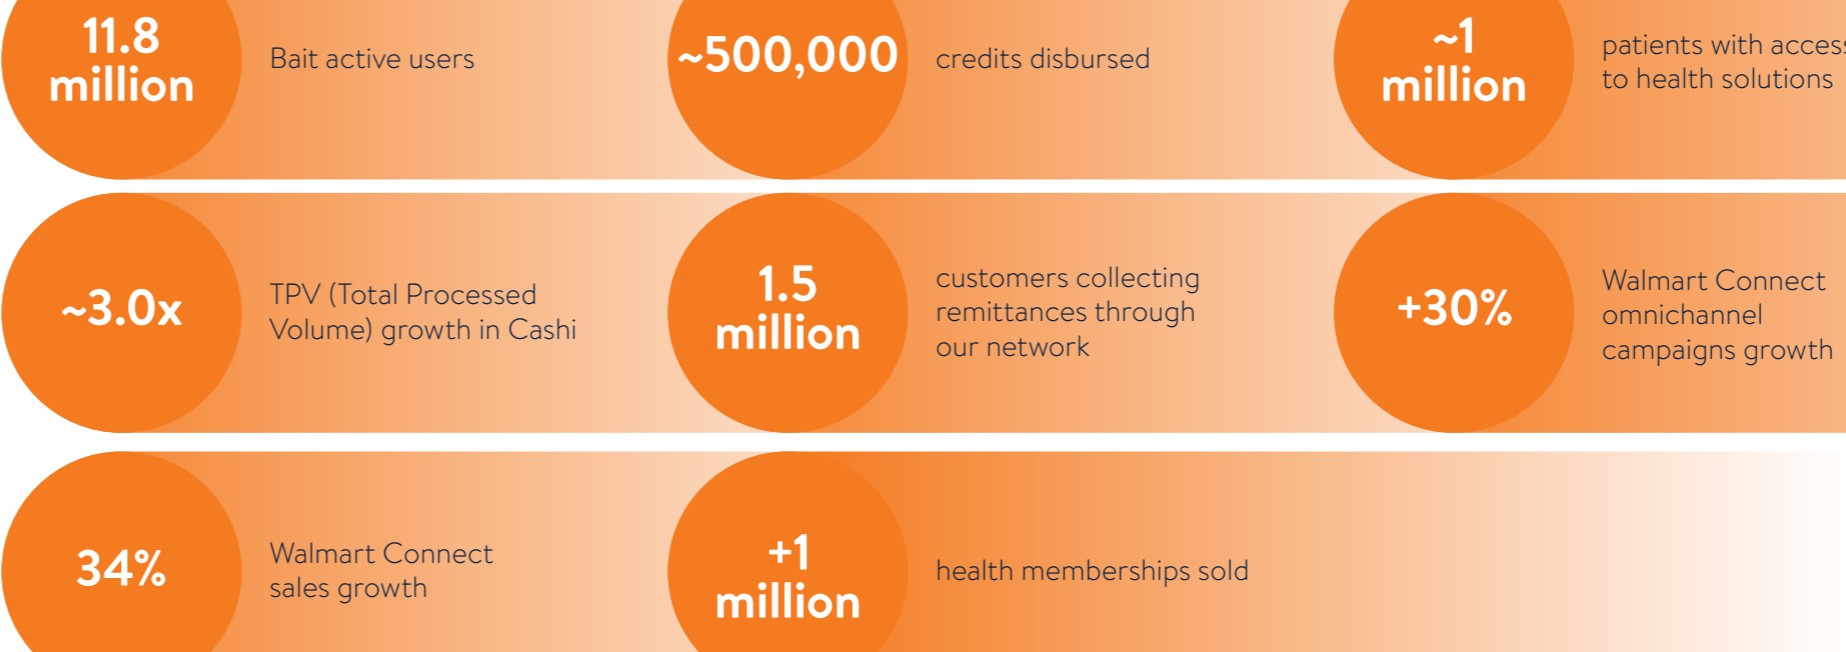 11.8
million
Bait active users
~500,000
credits disbursed
~1
million
patients with access
to health solutions
~3.0x
TPV (Total Processed
Volume) growth in Cashi
1.5
million
customers collecting
remittances through
our network
+30%
Walmart Connect
omnichannel
campaigns growth
34%
Walmart Connect
sales growth
+1
million
health memberships sold